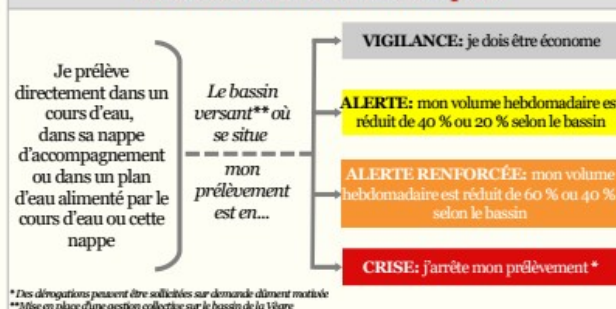 Je prélève
directement dans un
cours d'eau,
dans sa nappe
d'accompagnement
ou dans un plan
d'eau alimenté par le
cours d'eau ou cette
nappe
Le bassin
versant** où
se situe
mon
prélèvement
est en...
VIGILANCE: je dois être économe
ALERTE: mon volume hebdomadaire es
réduit de 40 % ou 20 % selon le bassin
ALERTE RENFORCÉE: mon volume
hebdomadaire est réduit de 60 % ou 40 %
selon le bassin
CRISE: j'arrête mon prélèvement *
* Des dérogations peuvent être sollicitées sur demande dûment motivée
**Mise en place d'une gestion collective sur le bassin de la Vègre